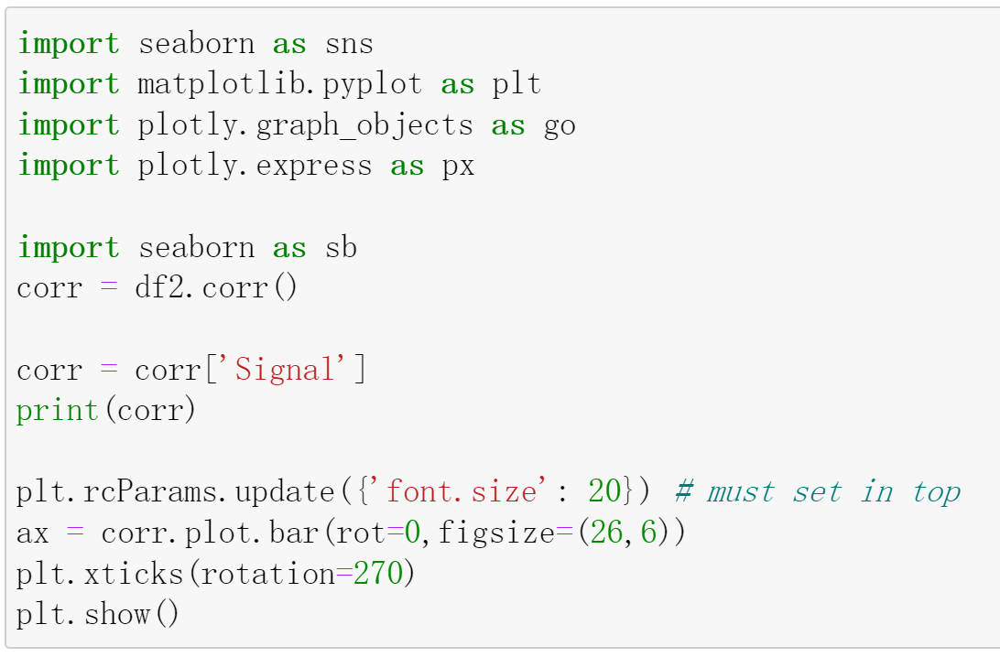 import seaborn as sns
import matplotlib.pyplot as plt
import plotly.graph_objects as go
import plotly.express as px
import seaborn as sb
corr = df2.corr()
corr = corr['Signal']
print(corr)
plt.rcParams.update({'font.size': 20}) # must set in top
ax = corr.plot.bar(rot=0,figsize=(26,6))
plt.xticks(rotation=270)
plt.show()